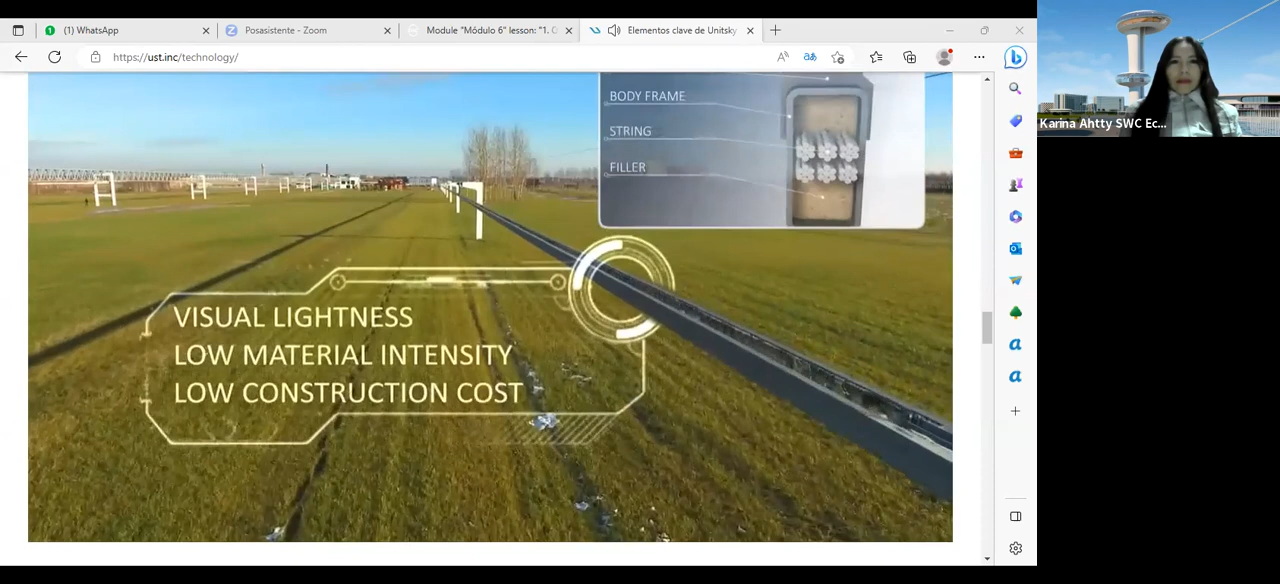 (1) WhatsApp
Posasistente - Zoom
Module "Módulo 6" lesson: "1.
Elementos clave de Unitsky
https://ust.inc/technology/
BODY FRAME
STRING
FILLER
VISUAL LIGHTNESS
LOW MATERIAL INTENSITY
LOW CONSTRUCTION COST
Karina Ahtty SWC Ec...